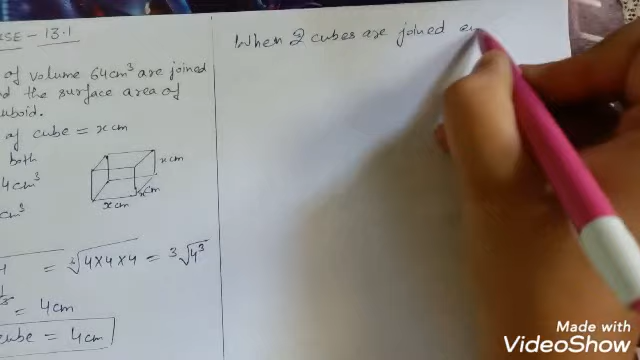 SE - 13.1
of volume 64cm³ are joined
nd the surface area of
uboid.
of cube = x cm
both
4cm³
cm³
x cm
x cm
x cm
= ³√4×4×4 = ³√4³
= 4cm
cube = 4cm
When 2 cubes are joined
Made with
VideoShow